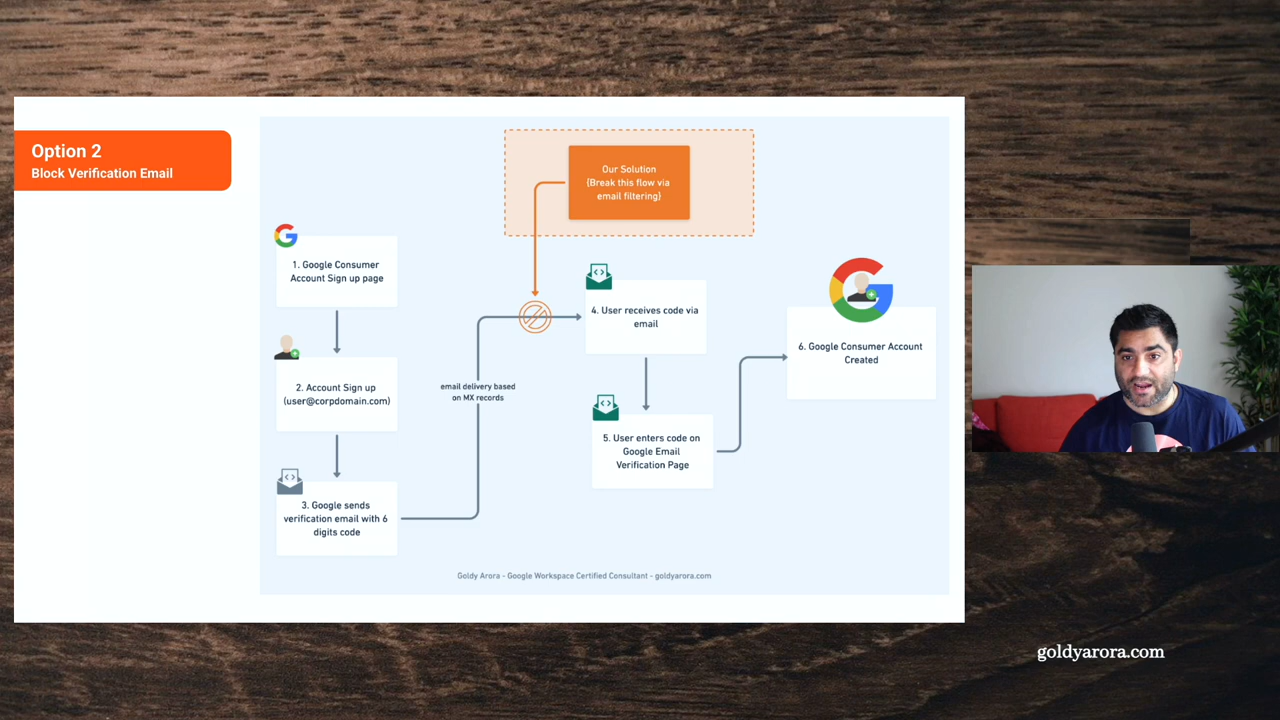 Option 2
Block Verification Email
Our Solution
(Break this flow via
email filtering)
1. Google Consumer
Account Sign up page
2. Account Sign up
(user@corpdomain.com)
3. Google sends
verification email with 6
digits code
email delivery based
on MX records
4. User receives code via
email
5. User enters code on
Google Email
Verification Page
6. Google Consumer Account
Created
Goldy Arora - Google Workspace Certified Consultant - goldyarora.com
goldyarora.com